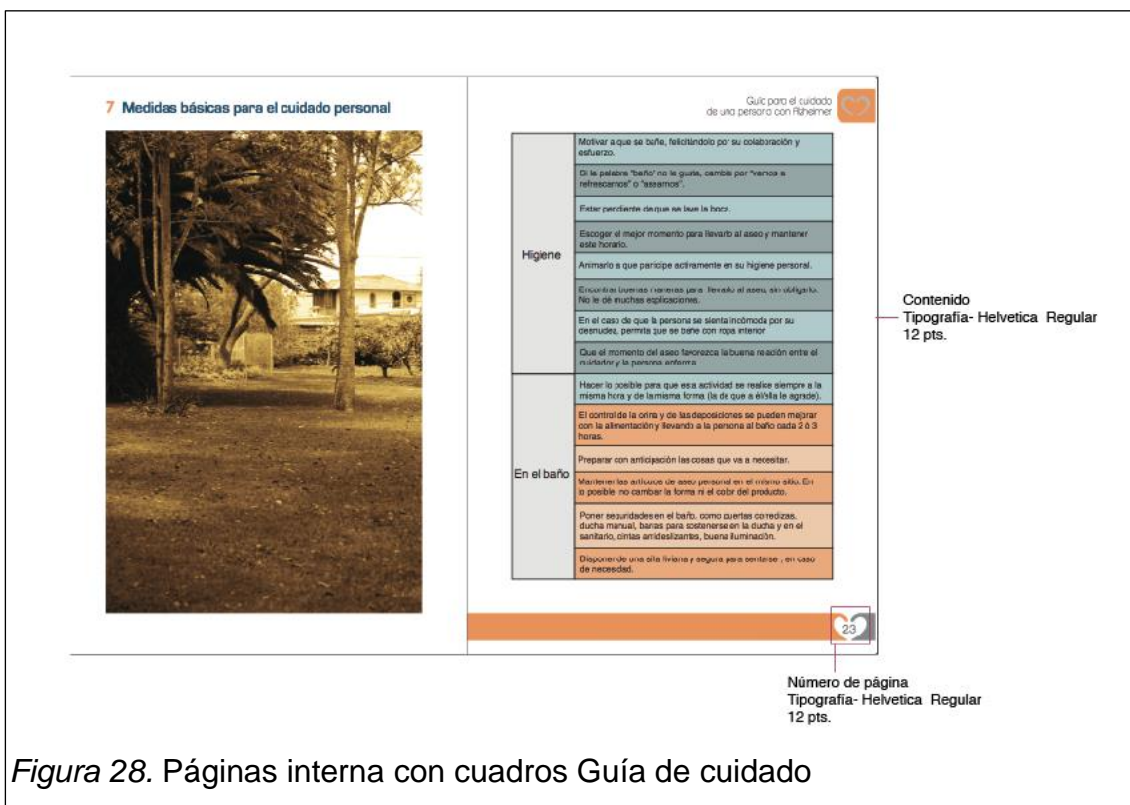 7 Medidas básicas para el cuidado personal
Guía para el cuidado
de una persona con Alzheimer
Higiene
Motivar a que se bañe, felicitándolo por su colaboración y
esfuerzo.
Si la palabra "baño" no le gusta, cambie por "vamos a
refrescarnos" o "asearnos".
Estar pendiente de que se lave la boca.
Escoger el mejor momento para llevarlo al aseo y mantener
este horario.
Animarlo a que participe activamente en su higiene personal.
Encontrar buenas maneras para llevarlo al aseo, sin obligarlo.
No le dé muchas explicaciones.
En el caso de que la persona se sienta incómoda por su
desnudez, permita que se bañe con ropa interior
Que el momento del aseo favorezca la buena relación entre el
cuidador y la persona enferma
En el baño
Hacer lo posible para que esa actividad se realice siempre a la
misma hora y de la misma forma (la de que a él/ella le agrade).
El control de la orina y de las deposiciones se pueden mejorar
con la alimentación y llevando a la persona al baño cada 2 ó 3
horas.
Preparar con anticipación las cosas que va a necesitar.
Mantener los artículos de aseo personal en el mismo sitio. En
lo posible no cambiar la forma ni el color del producto.
Poner seguridades en el baño, como puertas corredizas,
ducha manual, barras para sostenerse en la ducha y en el
sanitario, cintas antideslizantes, buena iluminación.
Disponer de una silla liviana y segura para sentarse , en caso
de necesidad.
23
Contenido
Tipografía- Helvetica Regular
12 pts.
Número de página
Tipografía- Helvetica Regular
12 pts.
Figura 28. Páginas interna con cuadros Guía de cuidado